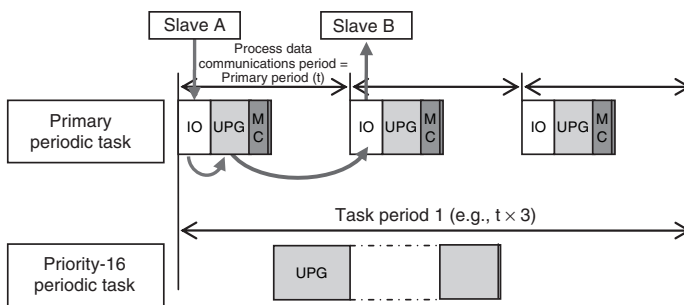 Slave A
Slave B
Process data
communications period =
Primary period (t)
Primary
periodic task
IO
UPG
M
C
IO
UPG
M
C
IO
UPG
M
C
Task period 1 (e.g., t × 3)
Priority-16
periodic task
UPG